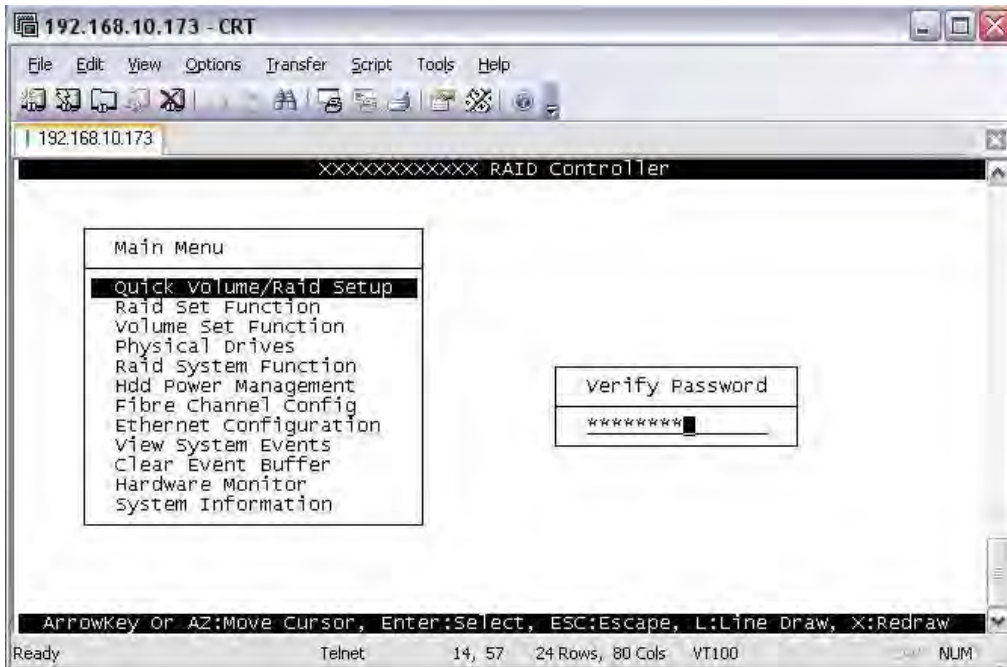 192.168.10.173 - CRT
File Edit View Options Transfer Script Tools Help
192.168.10.173
XXXXXXXXXXXX RAID Controller
Main Menu
Quick Volume/Raid Setup
Raid Set Function
Volume Set Function
Physical Drives
Raid System Function
Hdd Power Management
Fibre Channel Config
Ethernet Configuration
View System Events
Clear Event Buffer
Hardware Monitor
System Information
Verify Password
********
ArrowKey Or AZ:Move Cursor, Enter:Select, ESC:Escape, L:Line Draw, X:Redraw
Ready Telnet 14, 57 24 Rows, 80 Cols VT100 NUM